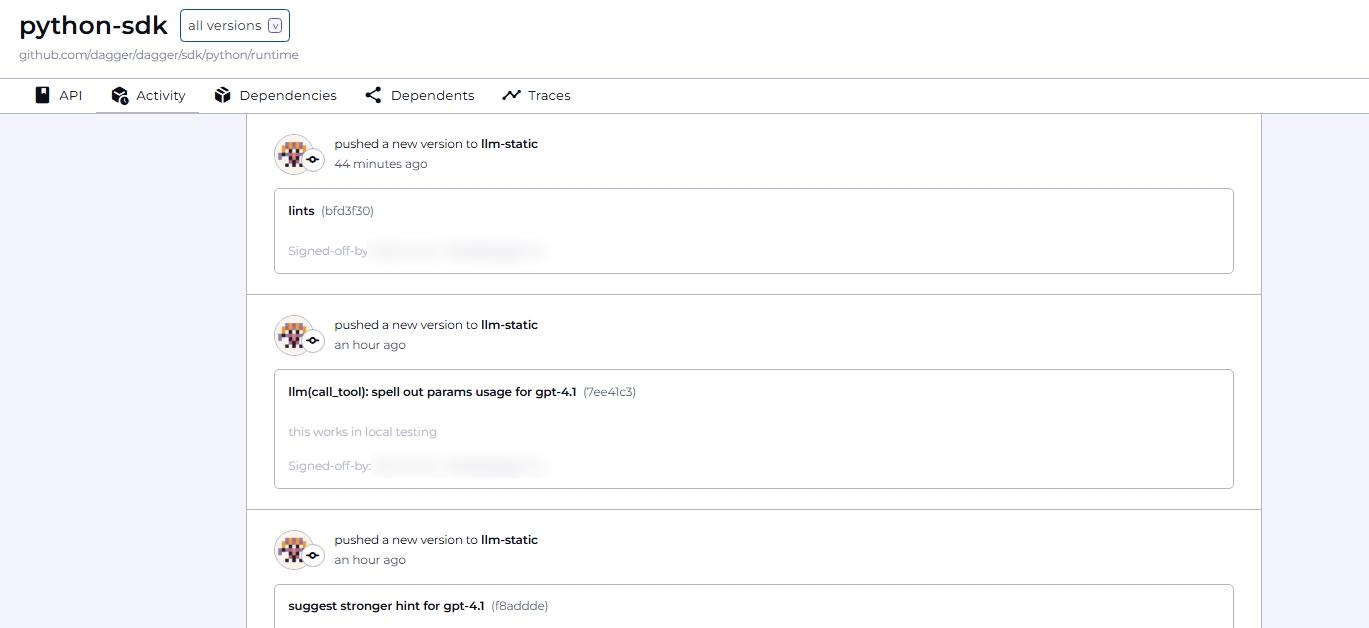 python-sdk all versions v
github.com/dagger/dagger/sdk/python/runtime
API Activity Dependencies Dependents Traces
pushed a new version to llm-static
44 minutes ago
lints (bfd3f30)
Signed-off-by
pushed a new version to llm-static
an hour ago
llm(call_tool): spell out params usage for gpt-4.1 (7ee41c3)
this works in local testing
Signed-off-by:
pushed a new version to llm-static
an hour ago
suggest stronger hint for gpt-4.1 (f8addde)